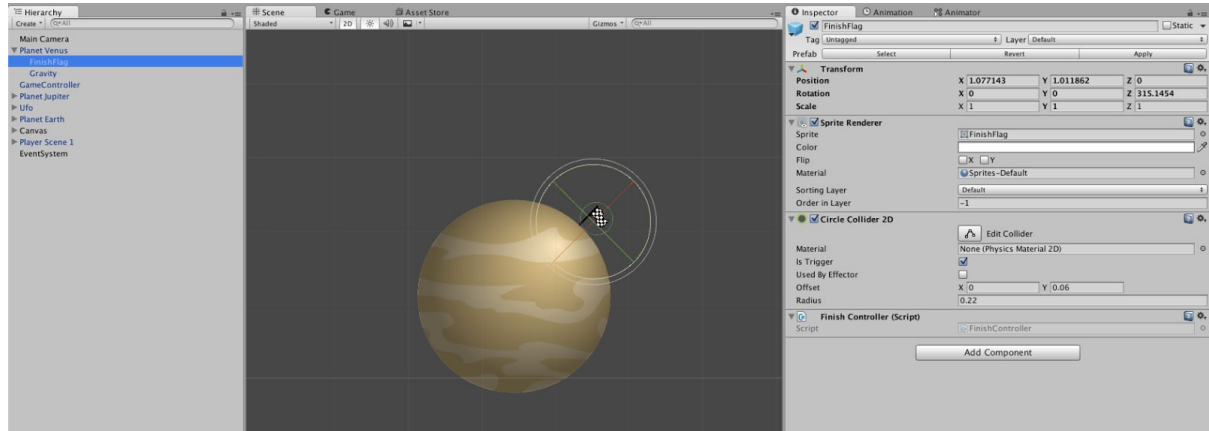 Hierarchy
Create All
Main Camera
Planet Venus
FinishFlag
Gravity
GameController
Planet Jupiter
Ufo
Planet Earth
Canvas
Player Scene 1
EventSystem
Scene Game Asset Store
Shaded 2D Gizmos All
Inspector Animation Animator
FinishFlag Static
Tag Untagged Layer Default
Prefab Select Revert Apply
Transform
Position X 1.077143 Y 1.011862 Z 0
Rotation X 0 Y 0 Z 315.1454
Scale X 1 Y 1 Z 1
Sprite Renderer
Sprite FinishFlag
Color
Flip X Y
Material Sprites-Default
Sorting Layer Default
Order in Layer -1
Circle Collider 2D
Edit Collider
Material None (Physics Material 2D)
Is Trigger
Used By Effector
Offset X 0 Y 0.06
Radius 0.22
Finish Controller (Script)
Script FinishController
Add Component